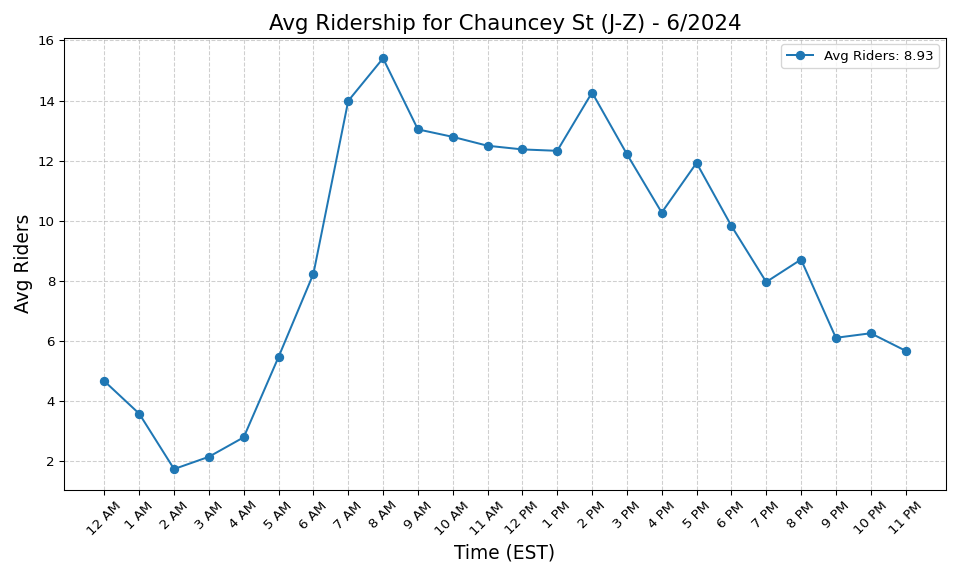 Avg Ridership for Chauncey St (J-Z) - 6/2024
Avg Riders: 8.93
16
14
12
10
8
6
4
2
Avg Riders
12 AM
1 AM
2 AM
3 AM
4 AM
5 AM
6 AM
7 AM
8 AM
9 AM
10 AM
11 AM
12 PM
1 PM
2 PM
3 PM
4 PM
5 PM
6 PM
7 PM
8 PM
9 PM
10 PM
11 PM
Time (EST)